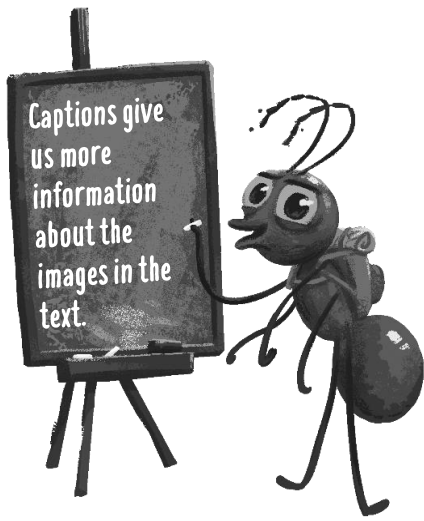 Captions give
us more
information
about the
images in the
text.